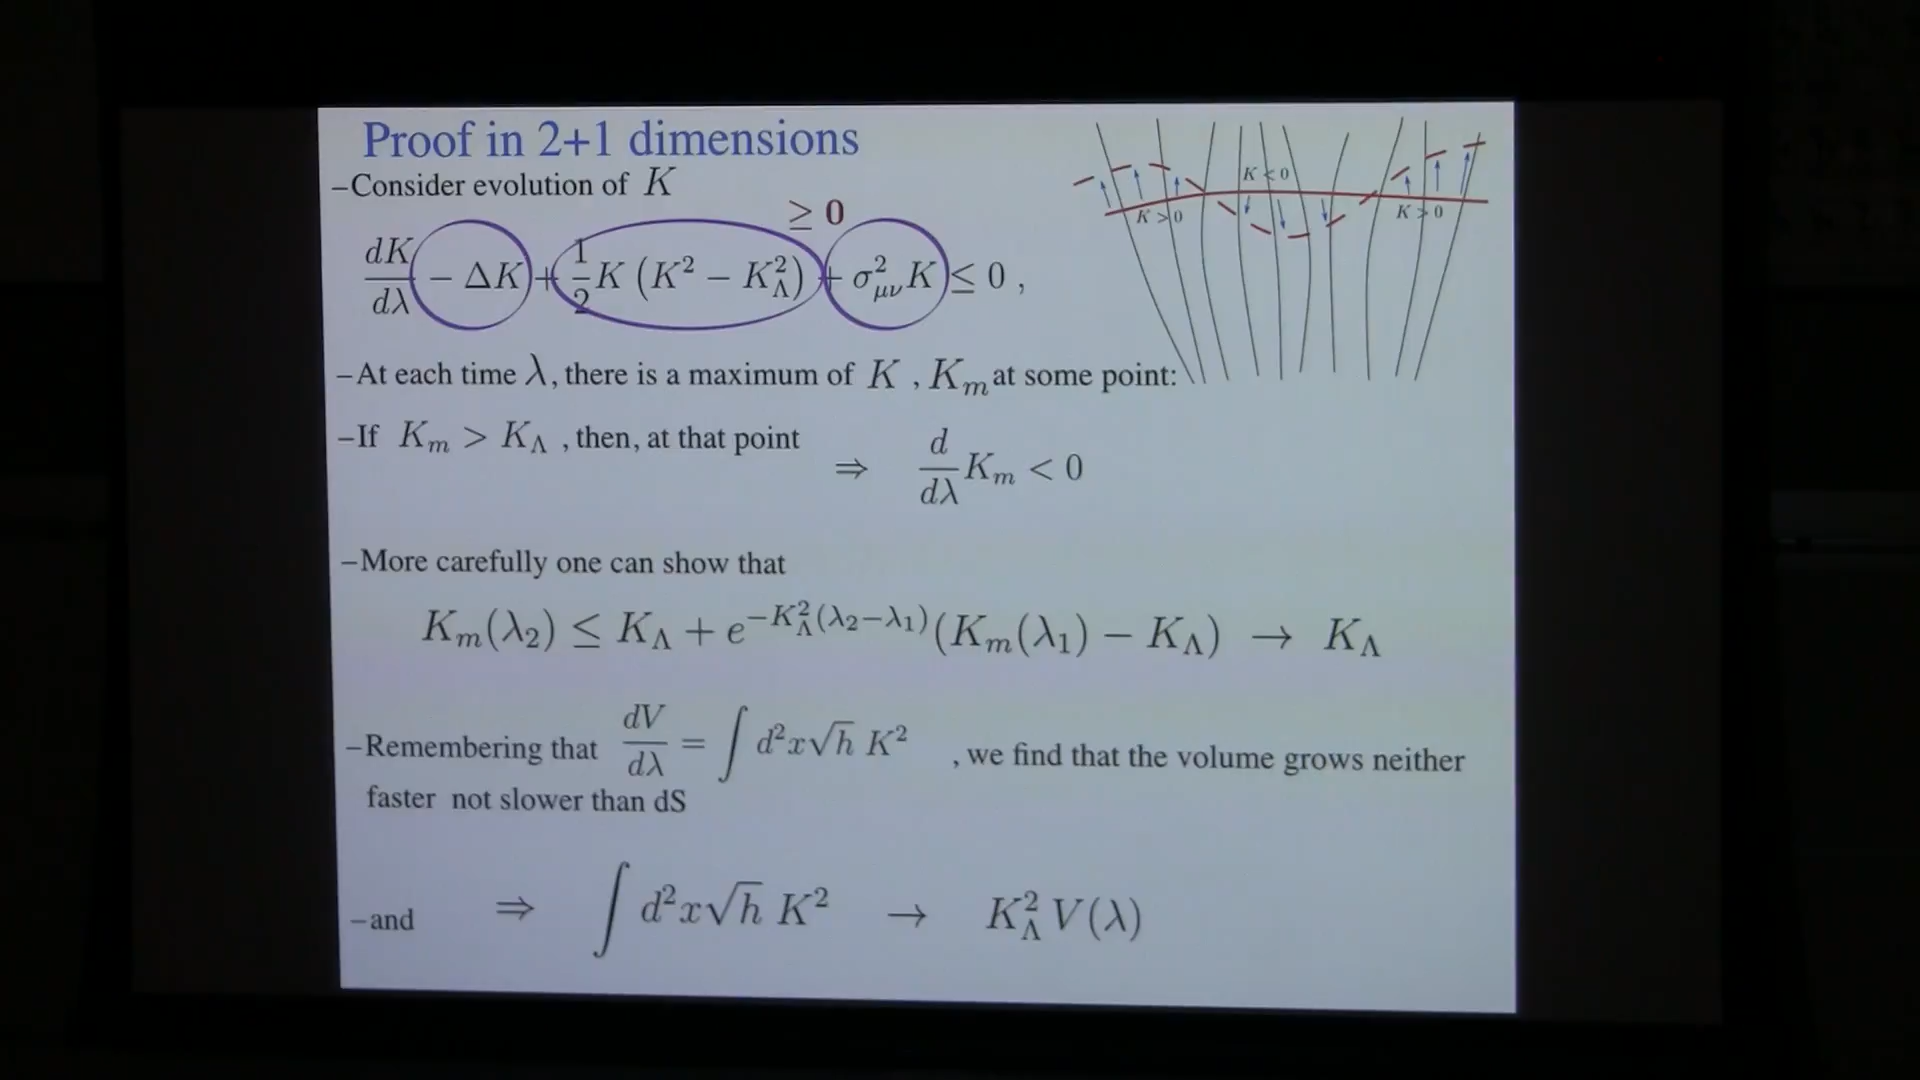 Proof in 2+1 dimensions
–Consider evolution of K
≥ 0
dK/dλ − ΔK + 1/2 K (K² − K_Λ²) + σ²_μν K ≤ 0 ,
K > 0
K < 0
K > 0
–At each time λ, there is a maximum of K , K_m at some point:
–If K_m > K_Λ , then, at that point ⇒ d/dλ K_m < 0
–More carefully one can show that
K_m(λ₂) ≤ K_Λ + e^{−K_Λ²(λ₂−λ₁)} (K_m(λ₁) − K_Λ) → K_Λ
–Remembering that dV/dλ = ∫ d²x√h K² , we find that the volume grows neither
faster not slower than dS
–and ⇒ ∫ d²x√h K² → K_Λ² V(λ)